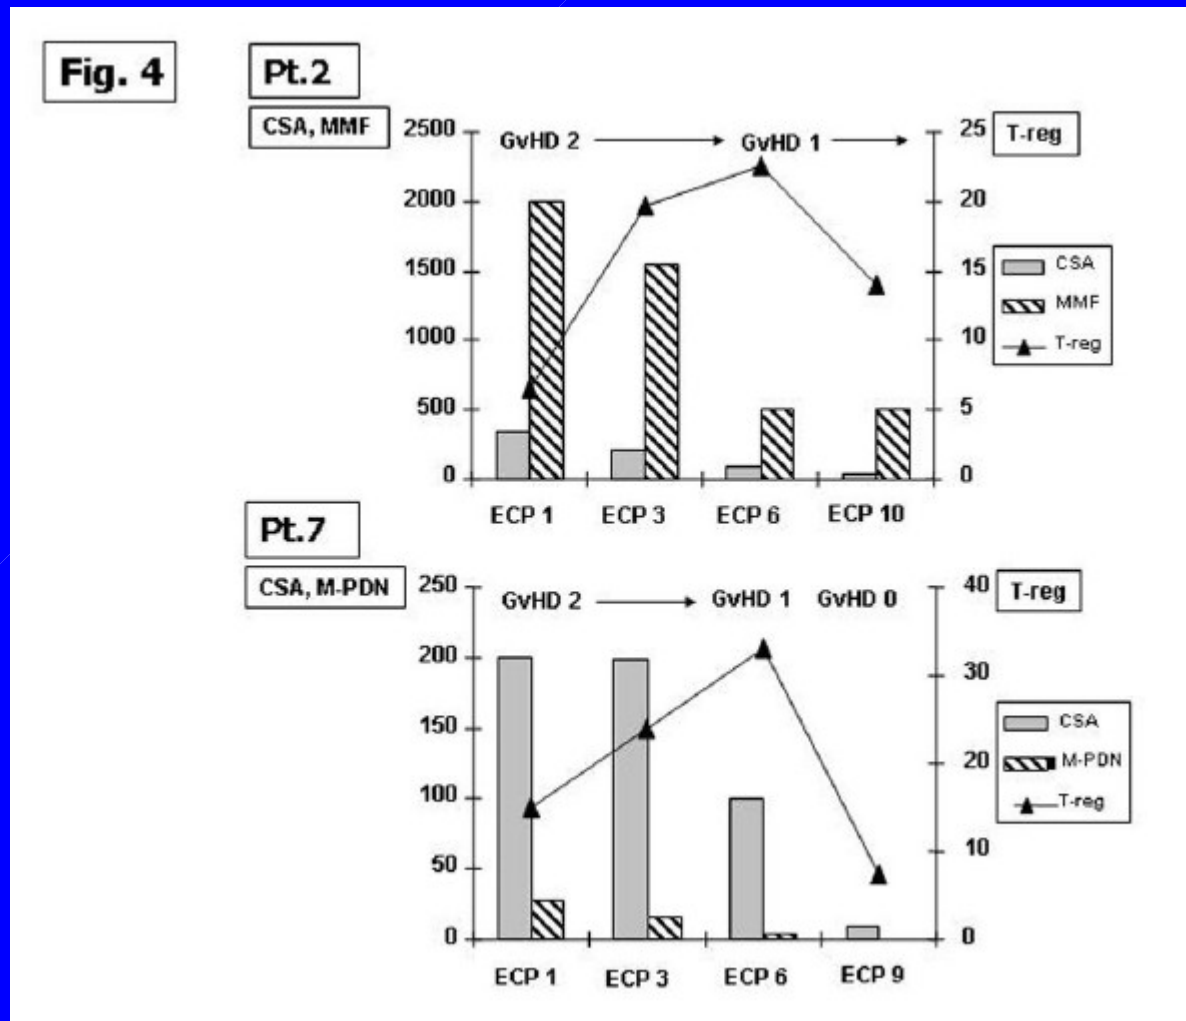 Fig. 4
Pt.2
CSA, MMF
2500
2000
1500
1000
500
0
GvHD 2
GvHD 1
25
20
15
10
5
0
T-reg
CSA
MMF
T-reg
ECP 1
ECP 3
ECP 6
ECP 10
Pt.7
CSA, M-PDN
250
200
150
100
50
0
GvHD 2
GvHD 1
GvHD 0
40
30
20
10
0
T-reg
CSA
M-PDN
T-reg
ECP 1
ECP 3
ECP 6
ECP 9